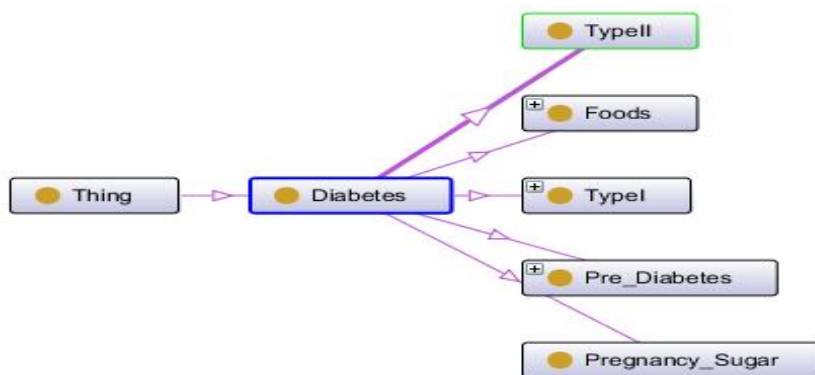 TypeII
Foods
Thing
Diabetes
TypeI
Pre_Diabetes
Pregnancy_Sugar